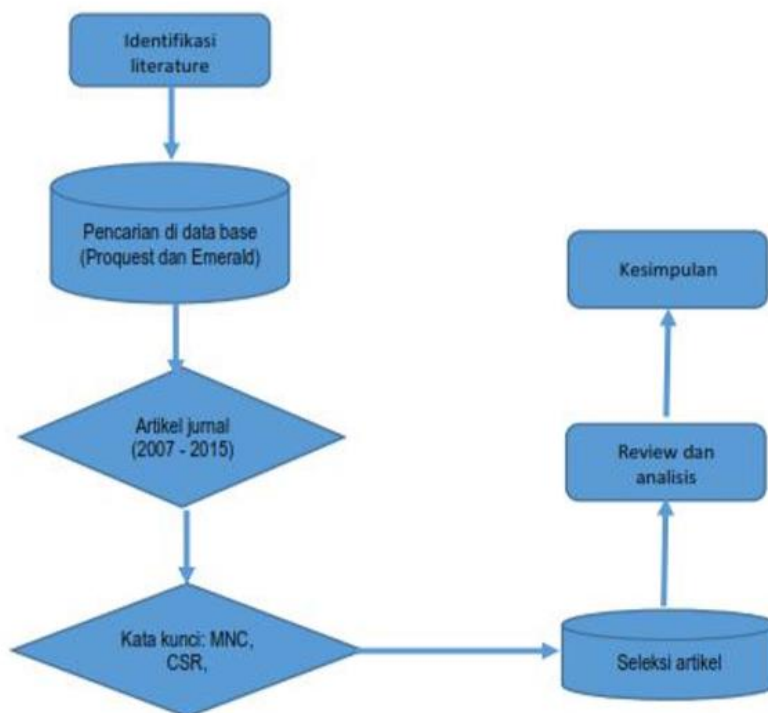 Identifikasi
literature
Pencarian di data base
(Proquest dan Emerald)
Artikel jurnal
(2007 - 2015)
Kata kunci: MNC,
CSR,
Seleksi artikel
Review dan
analisis
Kesimpulan